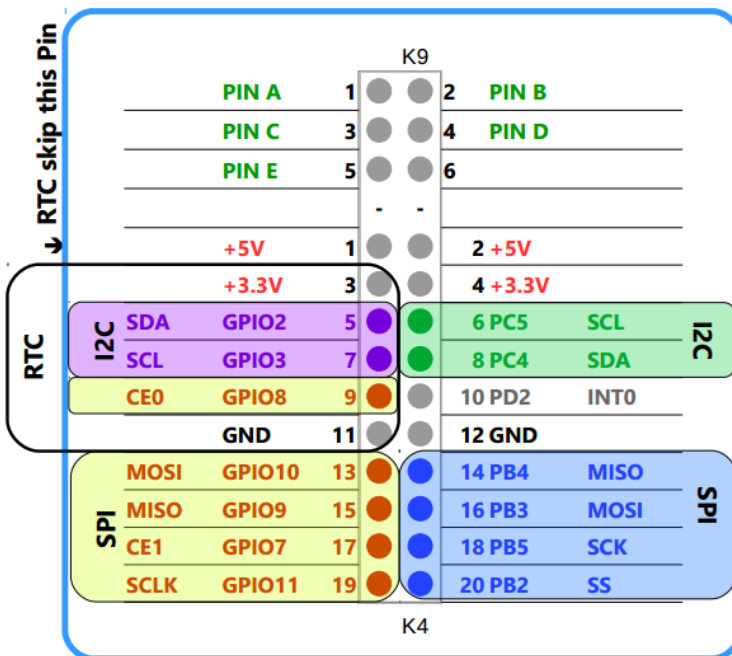 RTC skip this Pin
K9
PIN A 1 2 PIN B
PIN C 3 4 PIN D
PIN E 5 6
- -
+5V 1 2 +5V
+3.3V 3 4 +3.3V
RTC
I2C
SDA GPIO2 5 6 PC5 SCL
SCL GPIO3 7 8 PC4 SDA
I2C
CE0 GPIO8 9 10 PD2 INT0
GND 11 12 GND
SPI
MOSI GPIO10 13 14 PB4 MISO
MISO GPIO9 15 16 PB3 MOSI
CE1 GPIO7 17 18 PB5 SCK
SCLK GPIO11 19 20 PB2 SS
SPI
K4